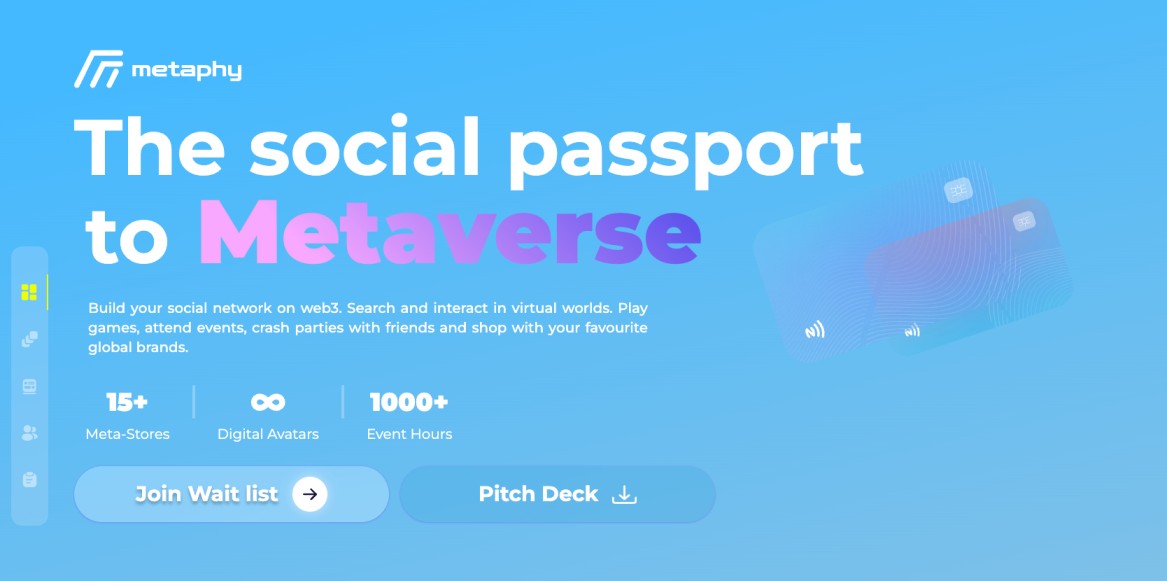 metaphy
The social passport
to Metaverse
Build your social network on web3. Search and interact in virtual worlds. Play
games, attend events, crash parties with friends and shop with your favourite
global brands.
15+ ∞ 1000+
Meta-Stores Digital Avatars Event Hours
Join Wait list Pitch Deck